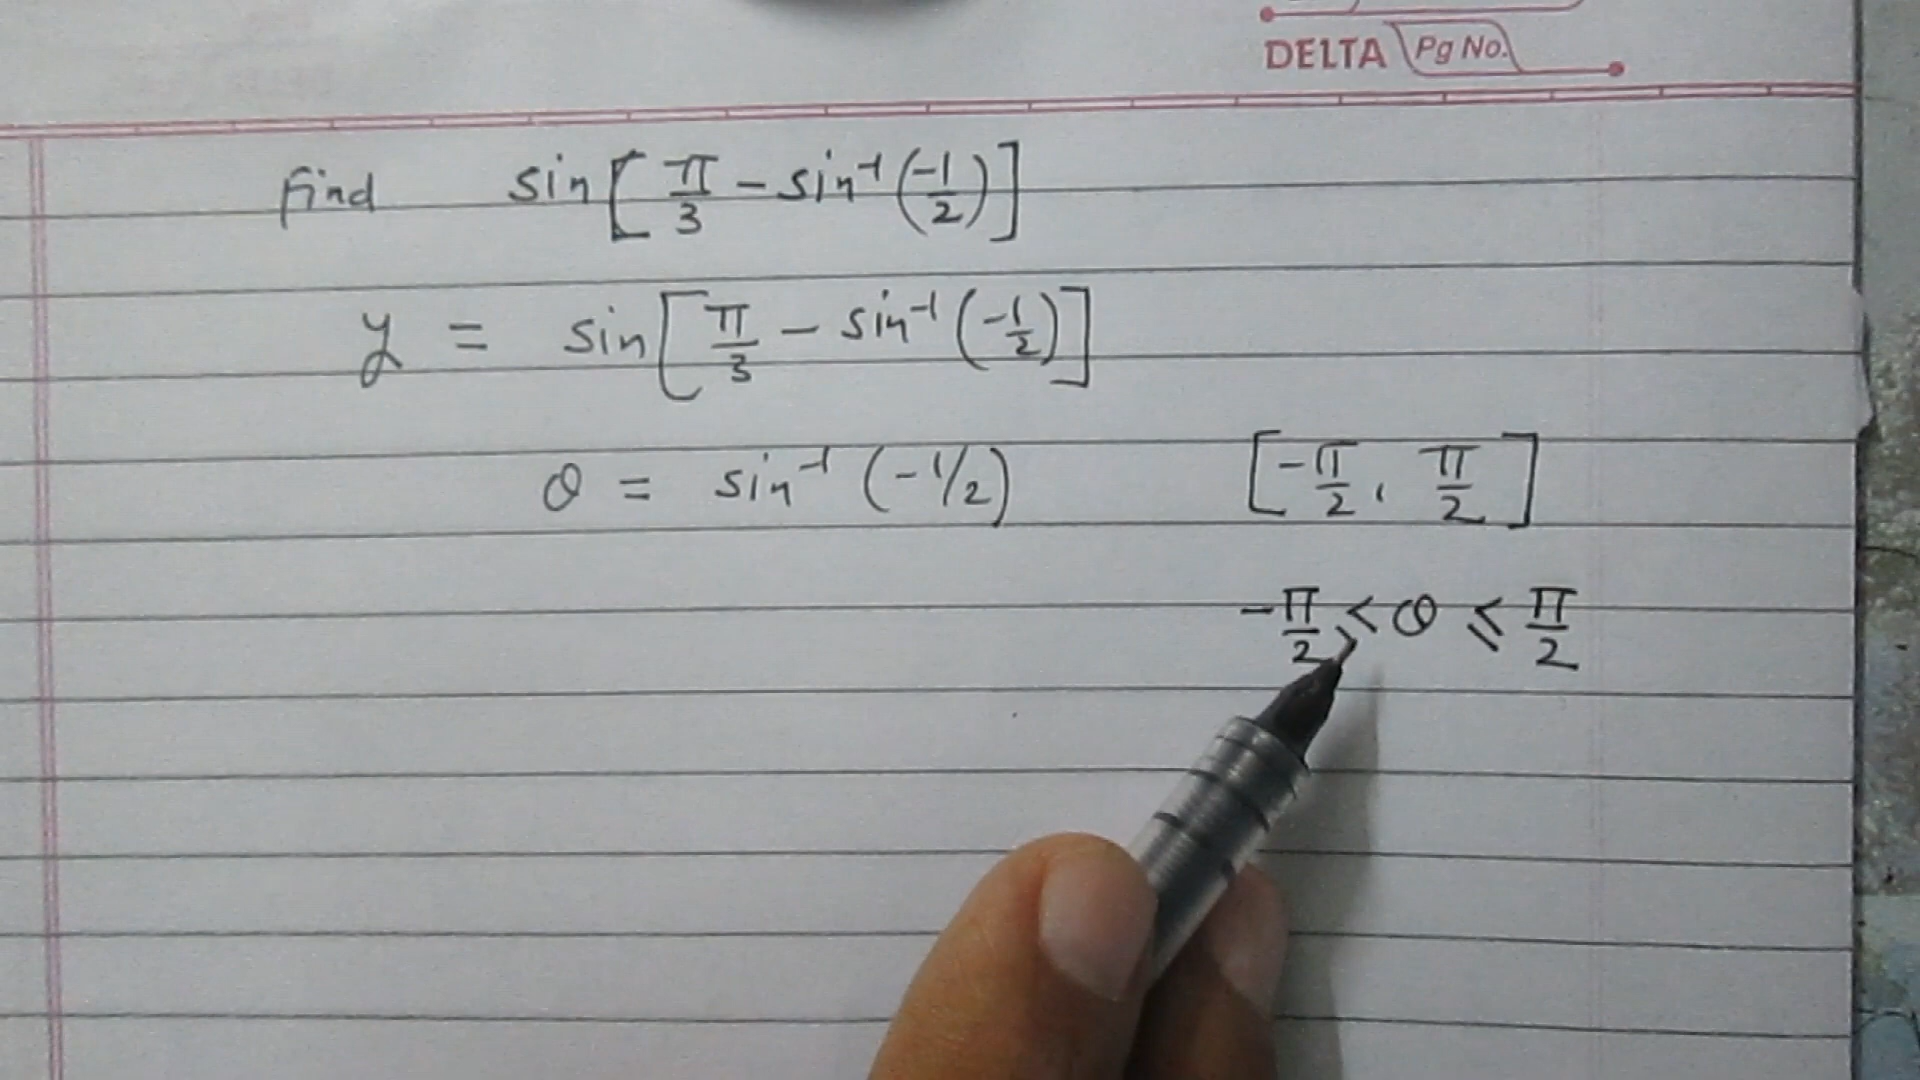 DELTA Pg No.
Find sin[π/3 - sin⁻¹(-1/2)]
y = sin[π/3 - sin⁻¹(-1/2)]
θ = sin⁻¹(-1/2) [-π/2, π/2]
-π/2 ≤ θ ≤ π/2